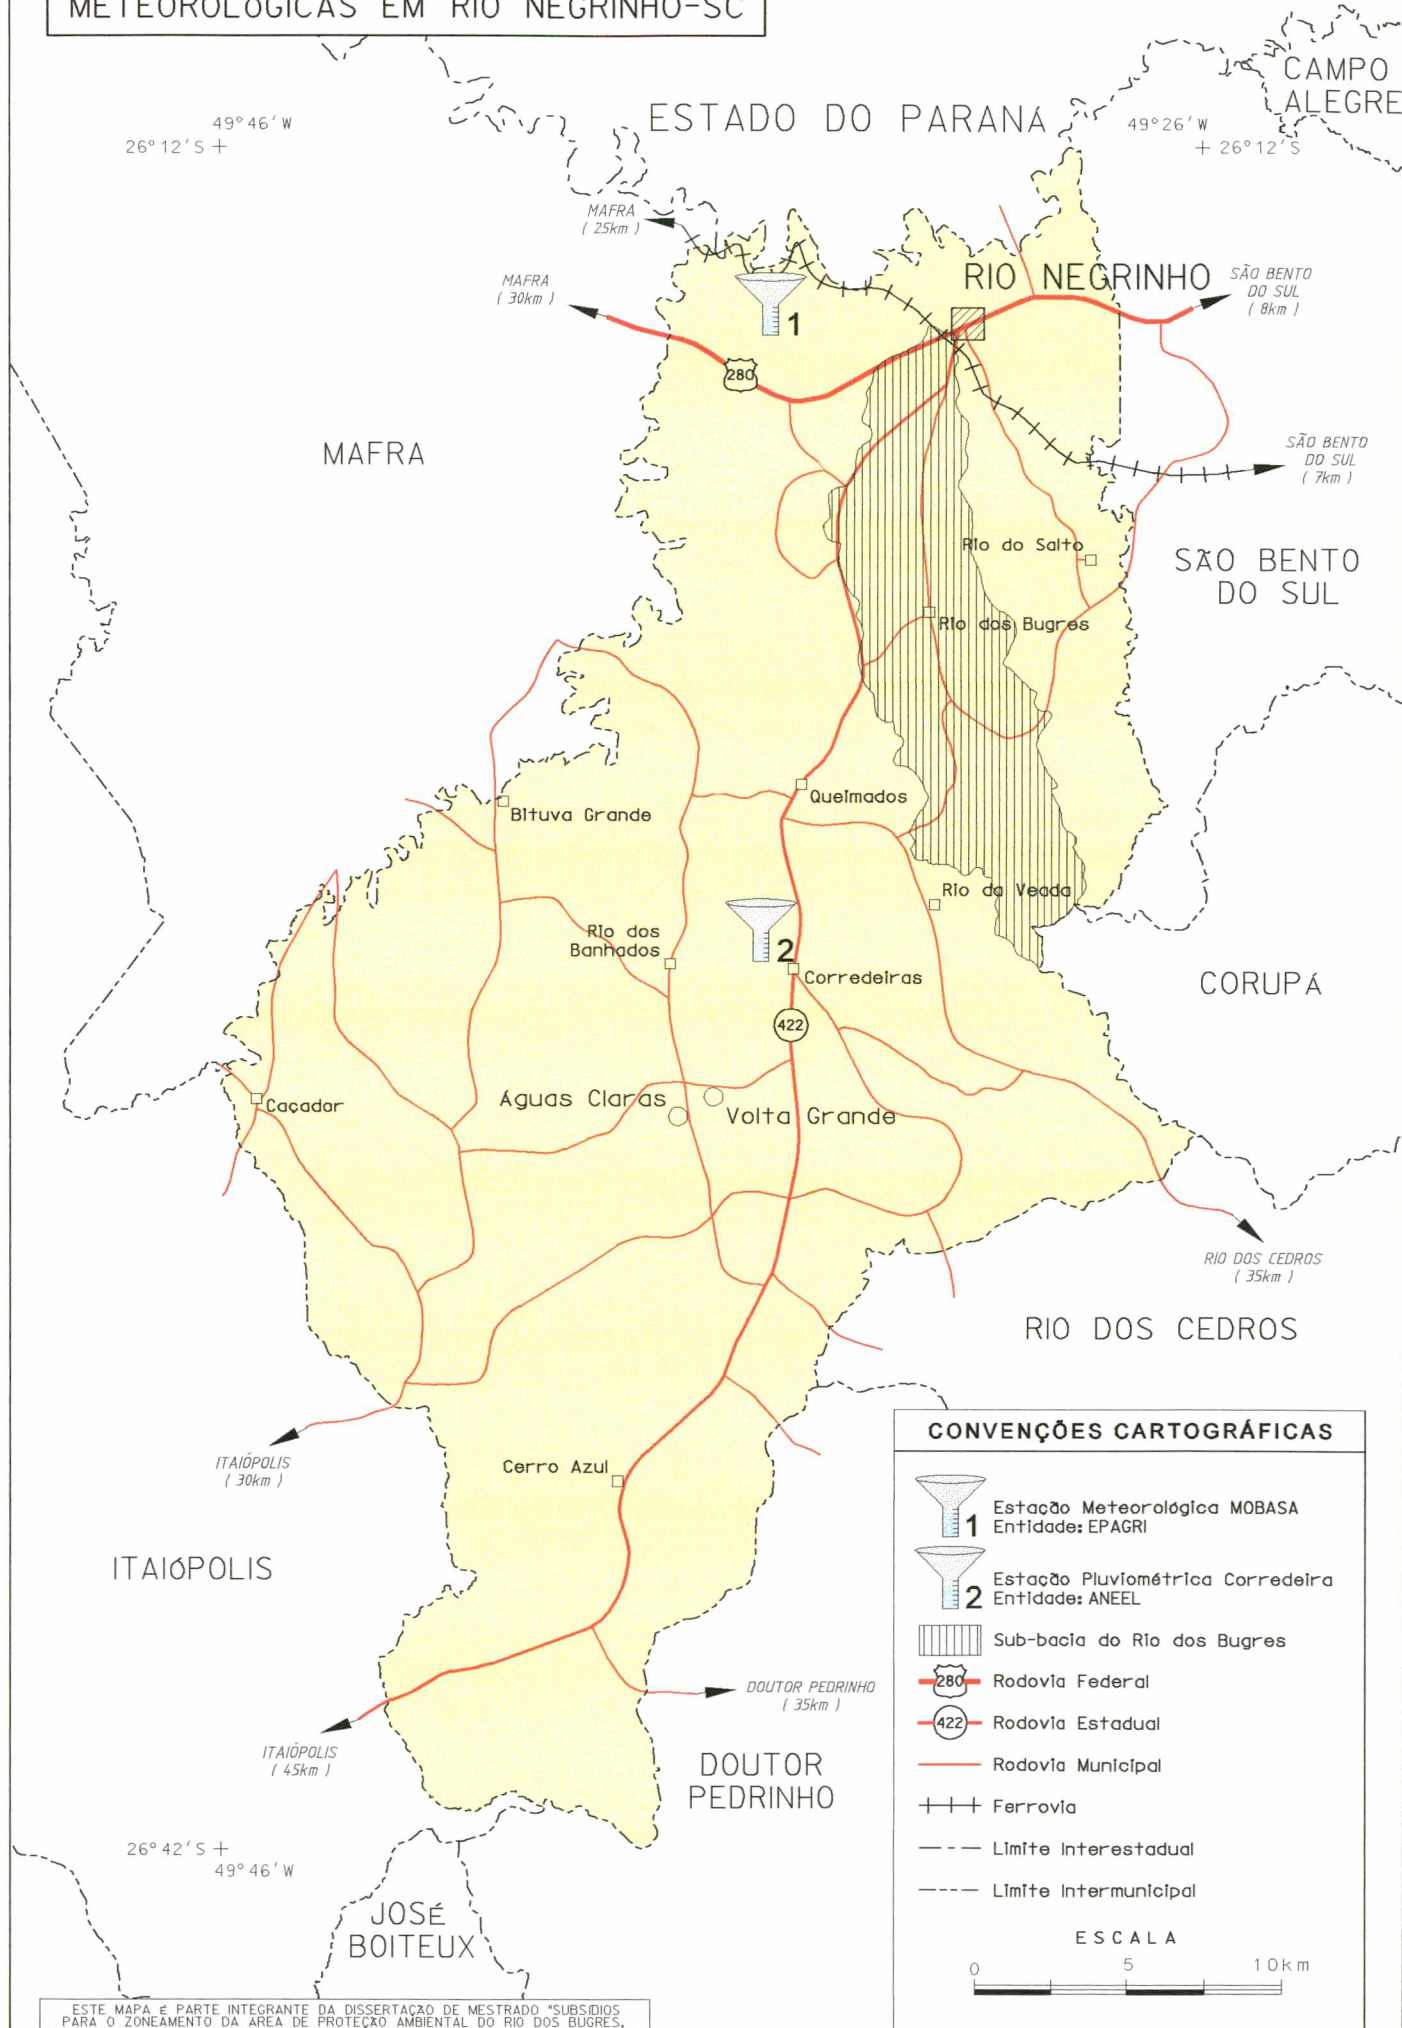 METEOROLÓGICAS EM RIO NEGRINHO-SC
CAMPO
ALEGRE
ESTADO DO PARANÁ
49°46'W
26°12'S
49°26'W
26°12'S
MAFRA
( 25km )
MAFRA
( 30km )
RIO NEGRINHO
SÃO BENTO
DO SUL
( 8km )
1
280
MAFRA
SÃO BENTO
DO SUL
( 7km )
Rio do Salto
SÃO BENTO
DO SUL
Rio dos Bugres
Queimados
Bituva Grande
Rio da Veada
Rio dos
Banhados
2
Corredeiras
CORUPÁ
422
Caçador
Águas Claras
Volta Grande
RIO DOS CEDROS
( 35km )
RIO DOS CEDROS
ITAIÓPOLIS
( 30km )
Cerro Azul
ITAIÓPOLIS
DOUTOR PEDRINHO
( 35km )
ITAIÓPOLIS
( 45km )
DOUTOR
PEDRINHO
26°42'S
49°46'W
JOSÉ
BOITEUX
CONVENÇÕES CARTOGRÁFICAS
1 Estação Meteorológica MOBASA
Entidade: EPAGRI
2 Estação Pluviométrica Corredeira
Entidade: ANEEL
Sub-bacia do Rio dos Bugres
280 Rodovia Federal
422 Rodovia Estadual
Rodovia Municipal
Ferrovia
Limite Interestadual
Limite Intermunicipal
ESCALA
0 5 10km
ESTE MAPA É PARTE INTEGRANTE DA DISSERTAÇÃO DE MESTRADO "SUBSÍDIOS
PARA O ZONEAMENTO DA ÁREA DE PROTEÇÃO AMBIENTAL DO RIO DOS BUGRES,